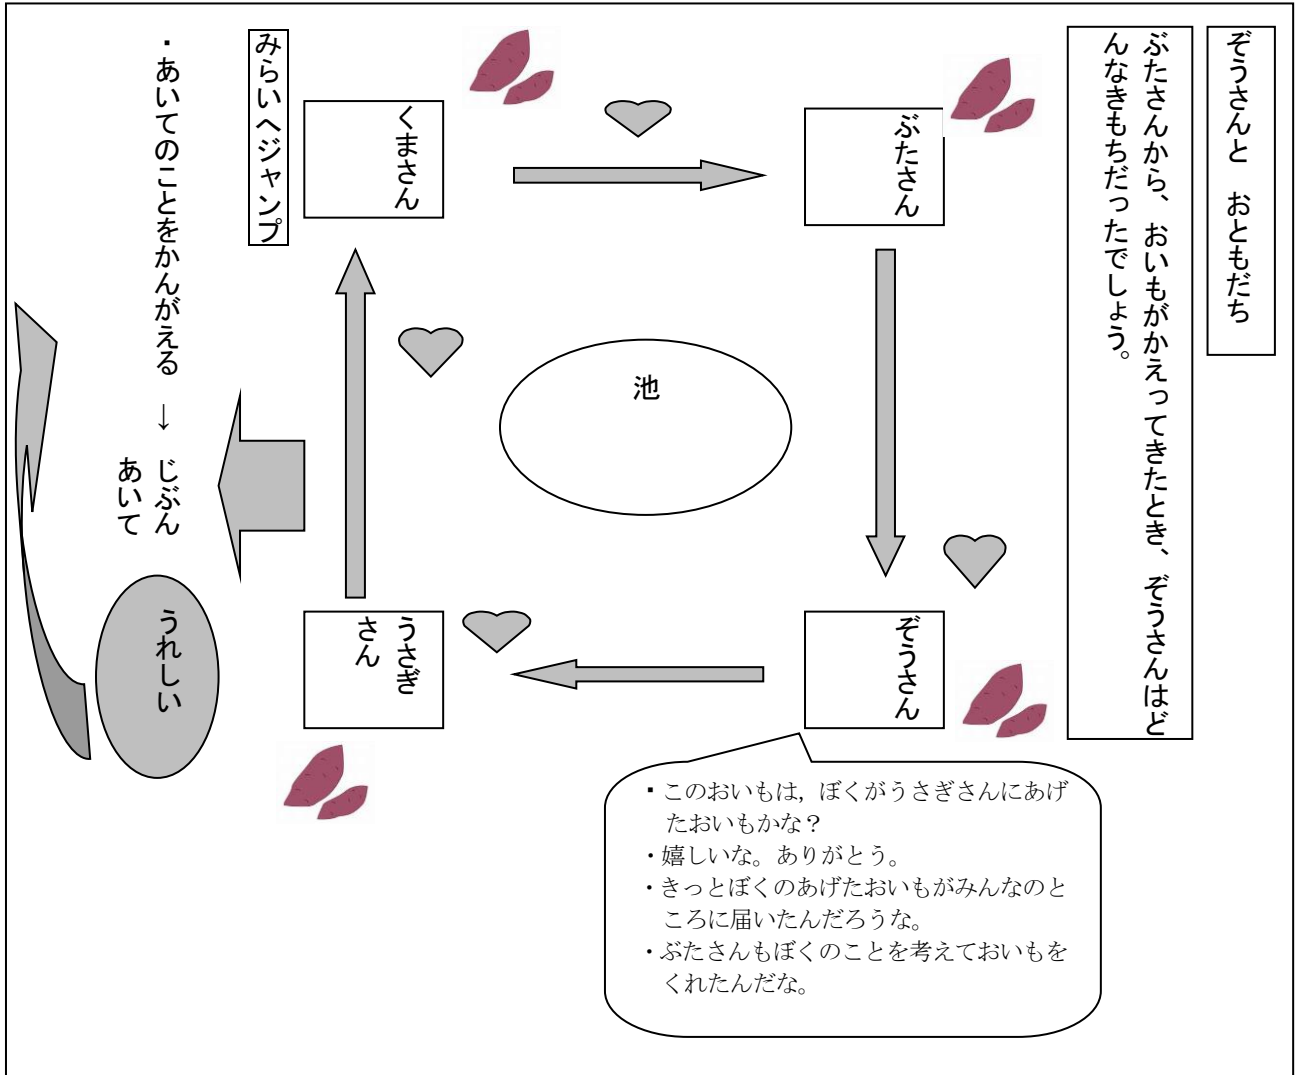 ぞうさんと　おともだち
ぶたさんから、おいもがかえってきたとき、ぞうさんはど
んなきもちだったでしょう。
ぶたさん
くまさん
池
ぞうさん
うさぎ
さん
・このおいもは，ぼくがうさぎさんにあげ
たおいもかな？
・嬉しいな。ありがとう。
・きっとぼくのあげたおいもがみんなのと
ころに届いたんだろうな。
・ぶたさんもぼくのことを考えておいもを
くれたんだな。
みらいへジャンプ
・あいてのことをかんがえる　→　じぶん
あいて
うれしい